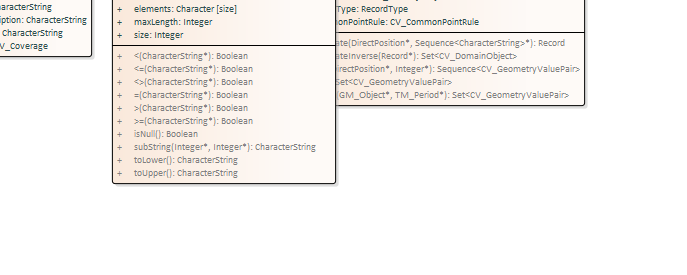 aracterString
iption: CharacterString
CharacterString
V_Coverage
+ elements: Character [size]
+ maxLength: Integer
+ size: Integer
+ <(CharacterString*): Boolean
+ <=(CharacterString*): Boolean
+ <>(CharacterString*): Boolean
+ =(CharacterString*): Boolean
+ >(CharacterString*): Boolean
+ >=(CharacterString*): Boolean
+ isNull(): Boolean
+ subString(Integer*, Integer*): CharacterString
+ toLower(): CharacterString
+ toUpper(): CharacterString
Type: RecordType
onPointRule: CV_CommonPointRule
ate(DirectPosition*, Sequence<CharacterString>*): Record
ateInverse(Record*): Set<CV_DomainObject>
irectPosition*, Integer*): Sequence<CV_GeometryValuePair>
Set<CV_GeometryValuePair>
(GM_Object*, TM_Period*): Set<CV_GeometryValuePair>